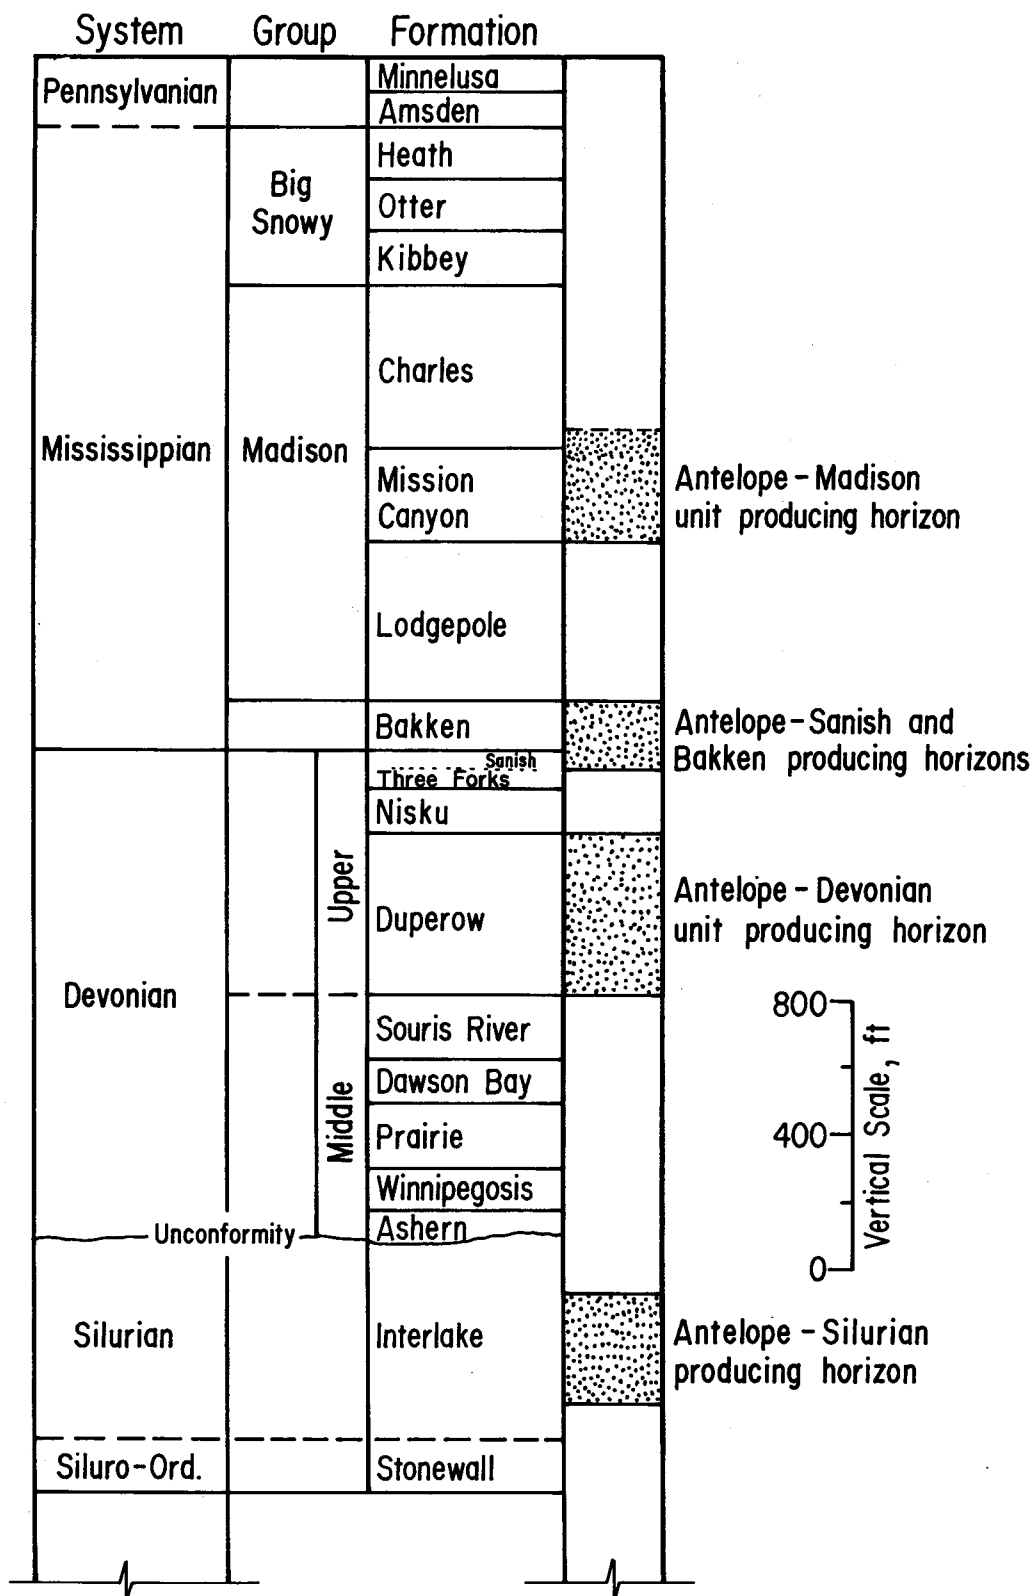 System Group Formation
Pennsylvanian
Minnelusa
Amsden
Mississippian
Big
Snowy
Heath
Otter
Kibbey
Madison
Charles
Mission
Canyon
Lodgepole
Antelope-Madison
unit producing horizon
Bakken
Antelope-Sanish and
Bakken producing horizons
Devonian
Upper
Sanish
Three Forks
Nisku
Duperow
Antelope-Devonian
unit producing horizon
Middle
Souris River
Dawson Bay
Prairie
Winnipegosis
Ashern
Unconformity
800
400
0
Vertical Scale, ft
Silurian
Interlake
Antelope-Silurian
producing horizon
Siluro-Ord.
Stonewall